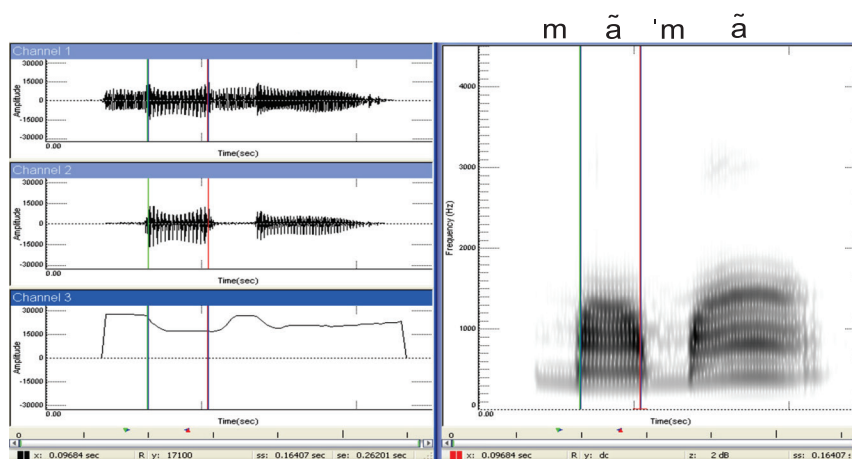 m ã ˈm ã
Channel 1
30000
15000
0
-15000
-30000
Amplitude
0.00
Time(sec)
Channel 2
30000
15000
0
-15000
-30000
Amplitude
0.00
Time(sec)
Channel 3
30000
15000
0
-15000
-30000
Amplitude
0.00
Time(sec)
x: 0.09684 sec R y: 17100 ss: 0.16407 sec se: 0.26201 sec
4000
3000
2000
1000
0
Frequency (Hz)
0.00
Time(sec)
x: 0.09684 sec R y: dc z: 2 dB ss: 0.16407